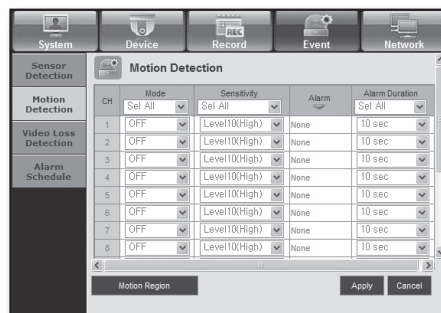 System Device Record Event Network
REC
Sensor Detection
Motion Detection
Video Loss Detection
Alarm Schedule
Motion Detection
CH Mode Sensitivity Alarm Alarm Duration
Sel All Sel All Sel All
1 OFF Level10(High) None 10 sec
2 OFF Level10(High) None 10 sec
3 OFF Level10(High) None 10 sec
4 OFF Level10(High) None 10 sec
5 OFF Level10(High) None 10 sec
6 OFF Level10(High) None 10 sec
7 OFF Level10(High) None 10 sec
8 OFF Level10(High) None 10 sec
Motion Region Apply Cancel